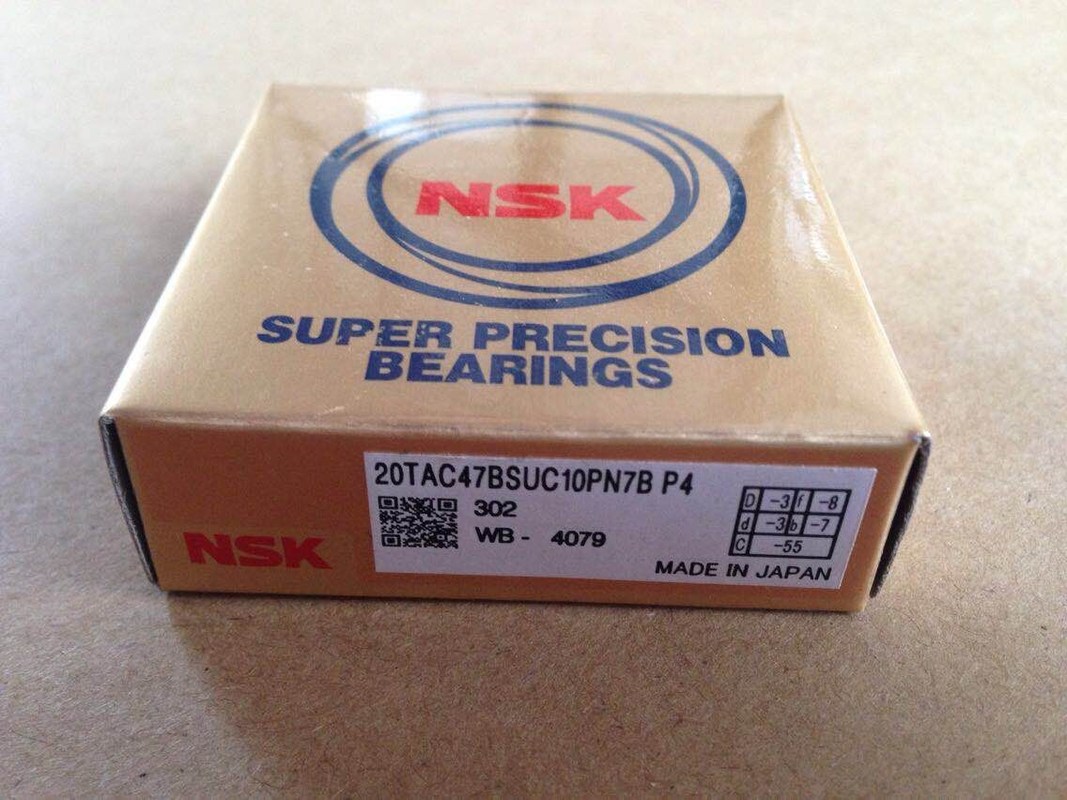 NSK
SUPER PRECISION
BEARINGS
NSK
20TAC47BSUC10PN7B P4
302
WB - 4079
D -3 f -8
d -3 b -7
C -55
MADE IN JAPAN